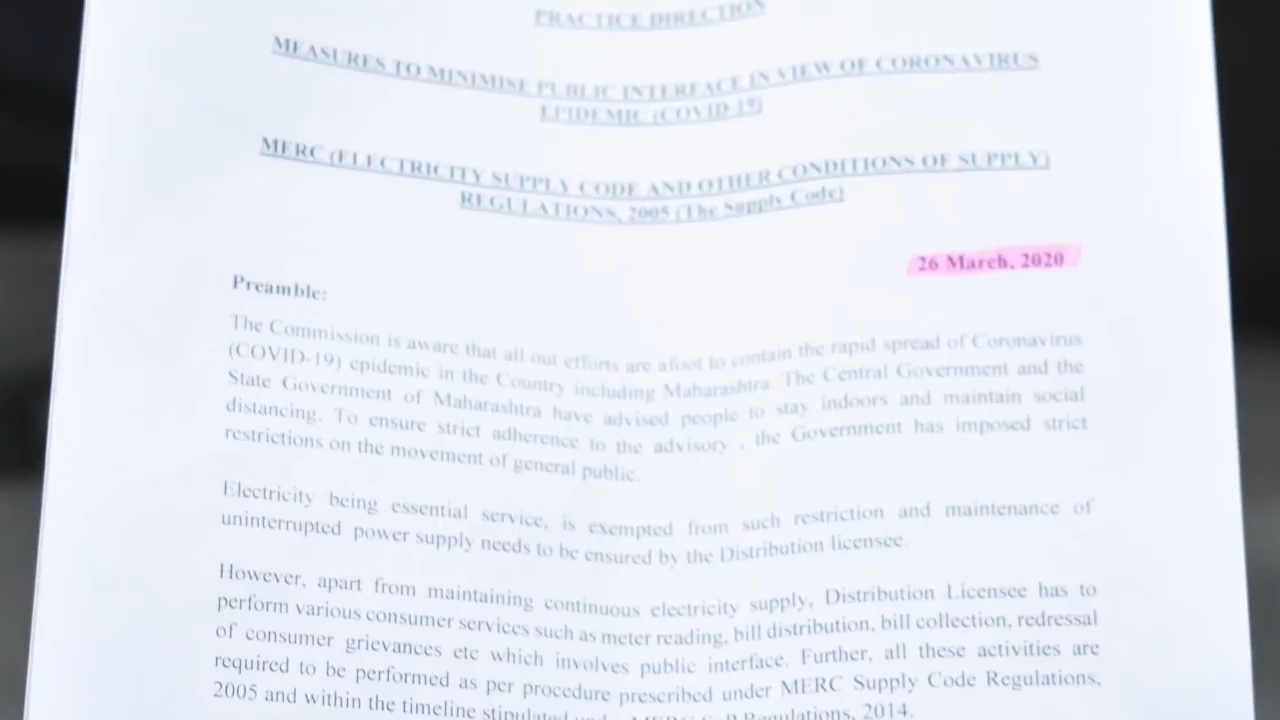 PRACTICE DIRECTION
MEASURES TO MINIMISE PUBLIC INTERFACE IN VIEW OF CORONAVIRUS
EPIDEMIC (COVID-19)
MERC (ELECTRICITY SUPPLY CODE AND OTHER CONDITIONS OF SUPPLY)
REGULATIONS, 2005 (The Supply Code)
26 March, 2020
Preamble:
The Commission is aware that all out efforts are afoot to contain the rapid spread of Coronavirus
(COVID-19) epidemic in the Country including Maharashtra. The Central Government and the
State Government of Maharashtra have advised people to stay indoors and maintain social
distancing. To ensure strict adherence to the advisory , the Government has imposed strict
restrictions on the movement of general public.
Electricity being essential service, is exempted from such restriction and maintenance of
uninterrupted power supply needs to be ensured by the Distribution licensee.
However, apart from maintaining continuous electricity supply, Distribution Licensee has to
perform various consumer services such as meter reading, bill distribution, bill collection, redressal
of consumer grievances etc which involves public interface. Further, all these activities are
required to be performed as per procedure prescribed under MERC Supply Code Regulations,
2005 and within the timeline stipulated under MERC SoP Regulations, 2014.